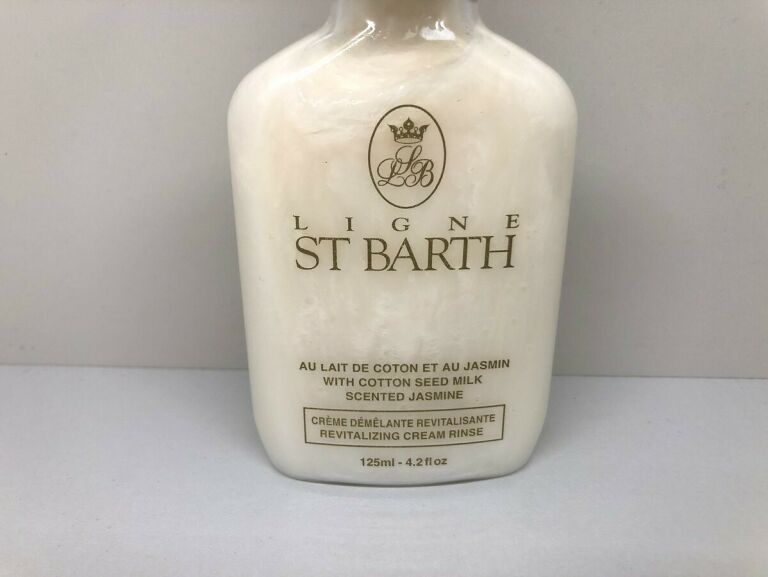 LSB
LIGNE
ST BARTH
AU LAIT DE COTON ET AU JASMIN
WITH COTTON SEED MILK
SCENTED JASMINE
CRÈME DÉMÊLANTE REVITALISANTE
REVITALIZING CREAM RINSE
125ml - 4.2 fl oz